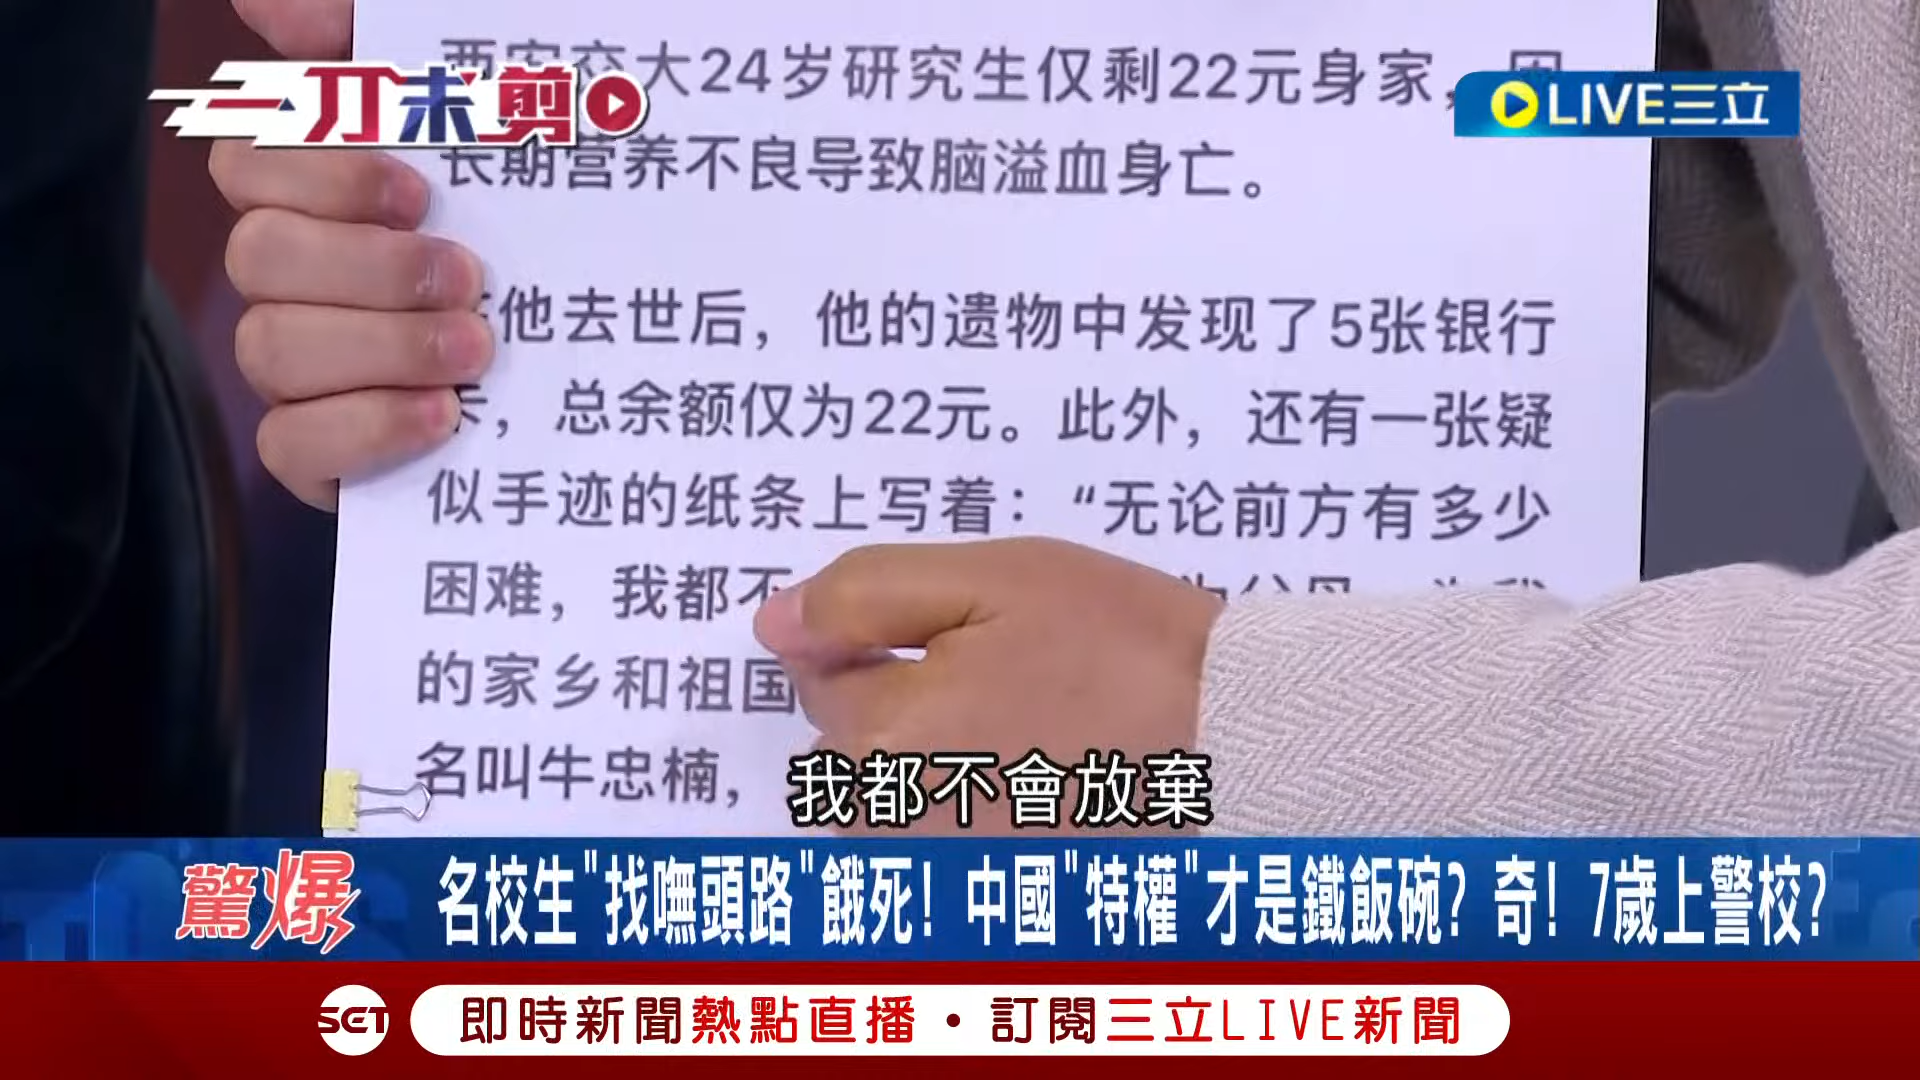 西安交大24岁研究生仅剩22元身家，因
长期营养不良导致脑溢血身亡。
他去世后，他的遗物中发现了5张银行
卡，总余额仅为22元。此外，还有一张疑
似手迹的纸条上写着：“无论前方有多少
困难，我都不 父母
的家乡和祖国
名叫牛忠楠，
一刀未剪
LIVE三立
我都不會放棄
驚爆
名校生"找嘸頭路"餓死! 中國"特權"才是鐵飯碗? 奇! 7歲上警校?
SET
即時新聞熱點直播・訂閱三立LIVE新聞